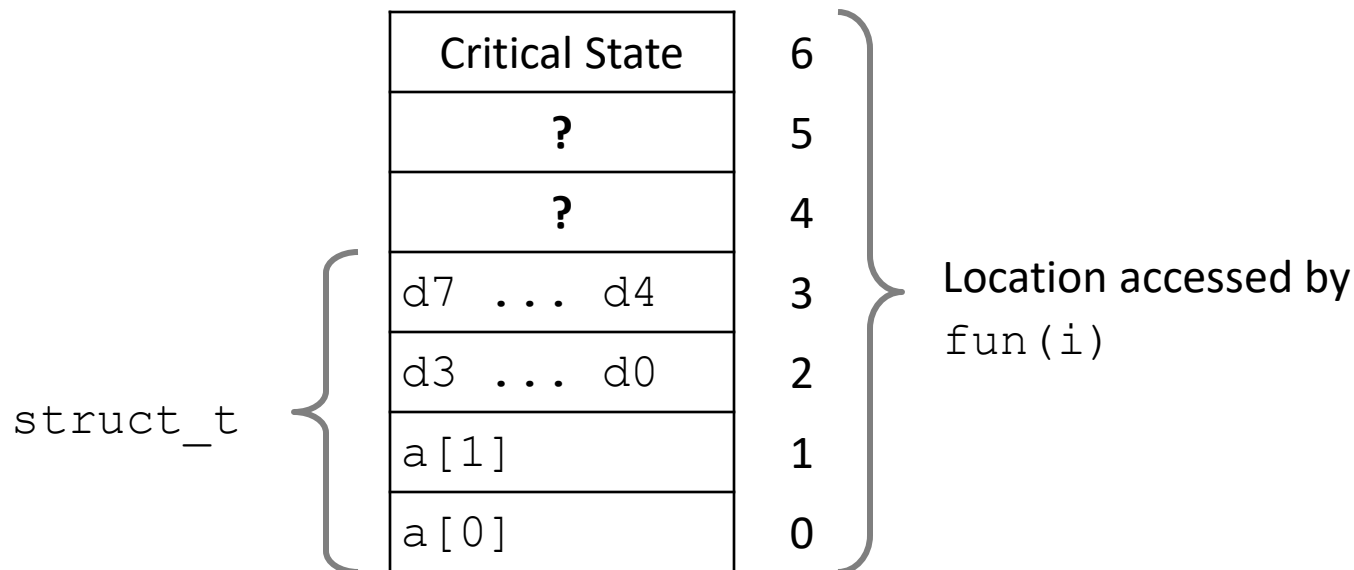 Critical State 6
? 5
? 4
d7 ... d4 3
d3 ... d0 2
a[1] 1
a[0] 0
struct_t
Location accessed by
fun(i)